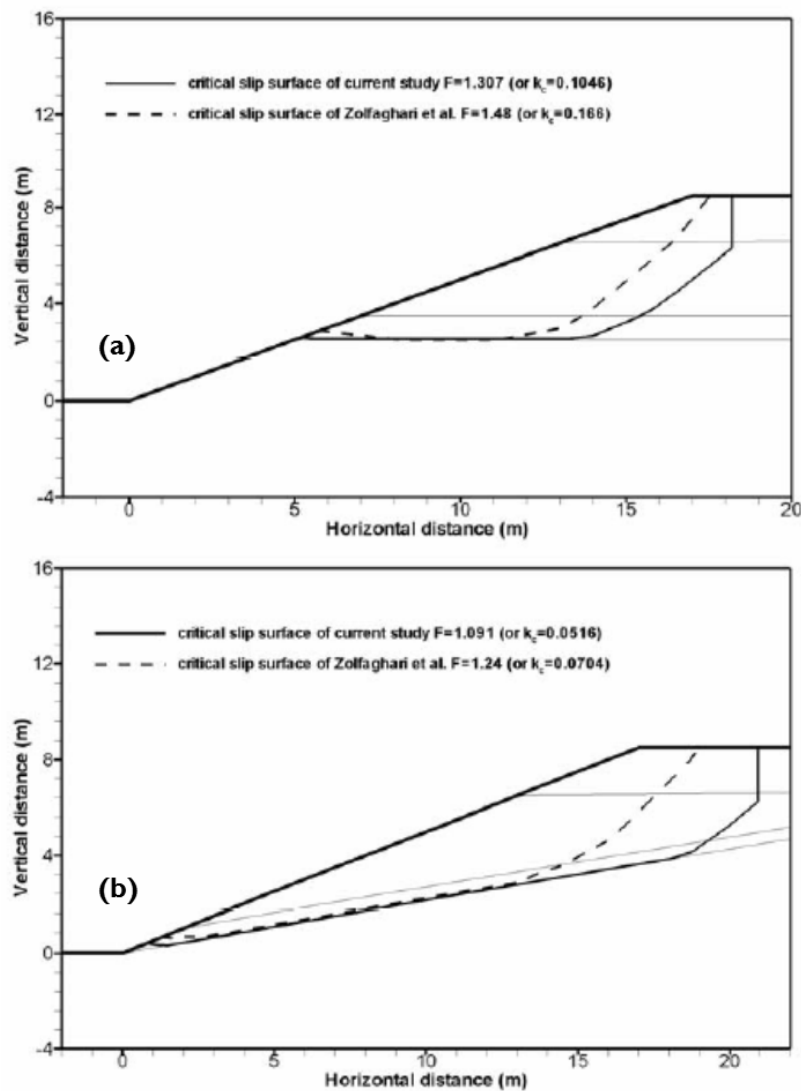 16
critical slip surface of current study F=1.307 (or k_c=0.1046)
12
critical slip surface of Zolfaghari et al. F=1.48 (or k_c=0.166)
8
Vertical distance (m)
4
(a)
0
-4
0 5 10 15 20
Horizontal distance (m)
16
critical slip surface of current study F=1.091 (or k_c=0.0516)
12
critical slip surface of Zolfaghari et al. F=1.24 (or k_c=0.0704)
8
Vertical distance (m)
4
(b)
0
-4
0 5 10 15 20
Horizontal distance (m)